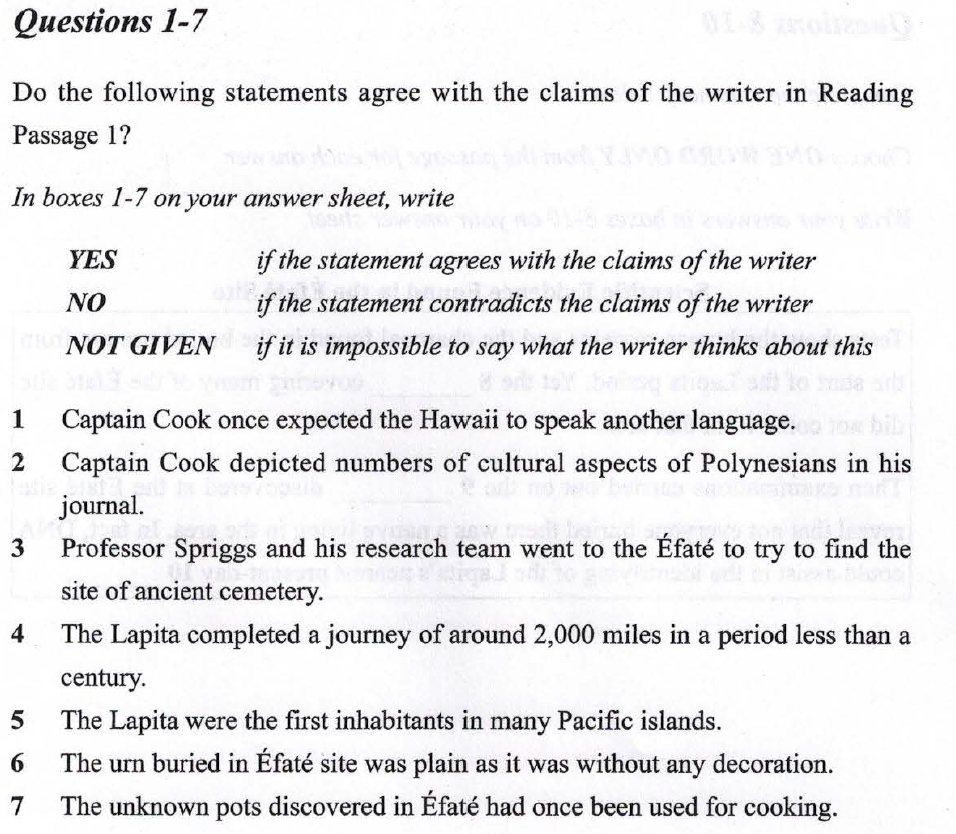 Questions 1-7
Do the following statements agree with the claims of the writer in Reading
Passage 1?
In boxes 1-7 on your answer sheet, write
YES if the statement agrees with the claims of the writer
NO if the statement contradicts the claims of the writer
NOT GIVEN if it is impossible to say what the writer thinks about this
1 Captain Cook once expected the Hawaii to speak another language.
2 Captain Cook depicted numbers of cultural aspects of Polynesians in his
journal.
3 Professor Spriggs and his research team went to the Éfaté to try to find the
site of ancient cemetery.
4 The Lapita completed a journey of around 2,000 miles in a period less than a
century.
5 The Lapita were the first inhabitants in many Pacific islands.
6 The urn buried in Éfaté site was plain as it was without any decoration.
7 The unknown pots discovered in Éfaté had once been used for cooking.